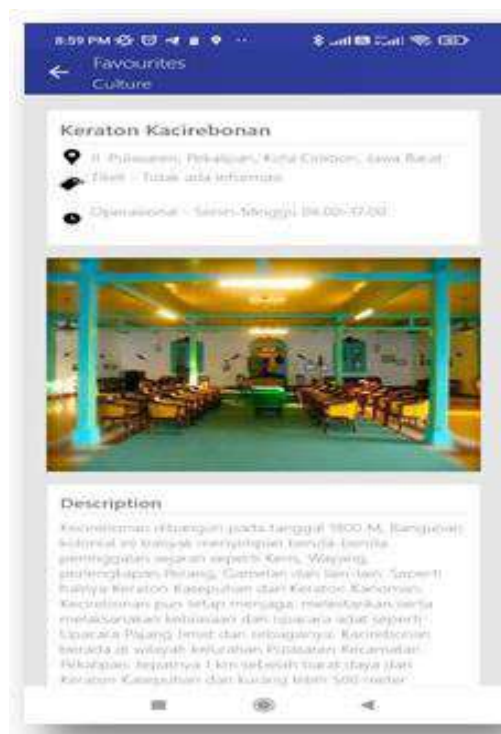 8:59 PM
Favourites
Culture
Keraton Kacirebonan
Jl. Pulasaren, Pekalipan, Kota Cirebon, Jawa Barat
Tiket - Tidak ada informasi
Operasional - Senin-Minggu 08.00-17.00
Description
Kacirebonan dibangun pada tanggal 1800 M, Bangunan
kolonial ini banyak menyimpan benda-benda
peninggalan sejarah seperti Keris, Wayang,
perlengkapan Perang, Gamelan dan lain-lain. Seperti
halnya Keraton Kasepuhan dan Keraton Kanoman,
Kacirebonan pun tetap menjaga, melestarikan serta
melaksanakan kebiasaan dan upacara adat seperti
Upacara Pajang Jimat dan sebagainya. Kacirebonan
berada di wilayah kelurahan Pulasaren Kecamatan
Pekalipan, tepatnya 1 km sebelah barat daya dari
Keraton Kasepuhan dan kurang lebih 500 meter